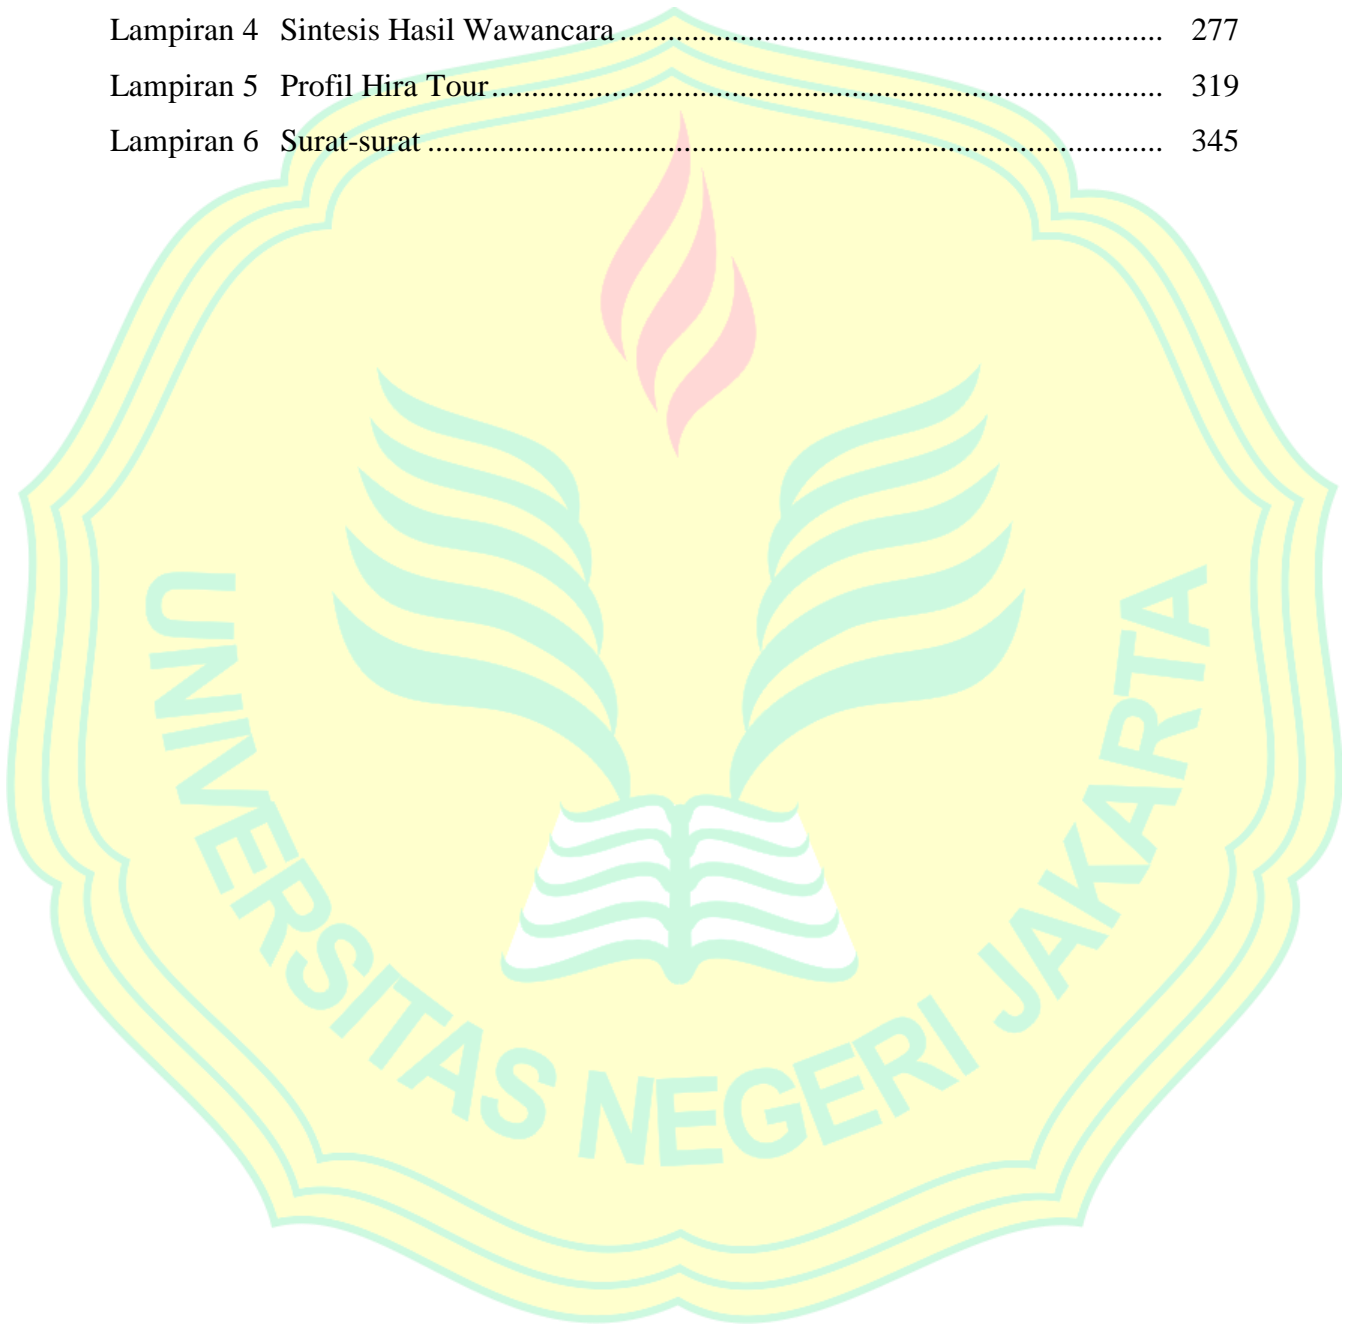 Lampiran 4 Sintesis Hasil Wawancara .................................................................... 277
Lampiran 5 Profil Hira Tour.................................................................................... 319
Lampiran 6 Surat-surat ............................................................................................ 345
UNIVERSITAS NEGERI JAKARTA